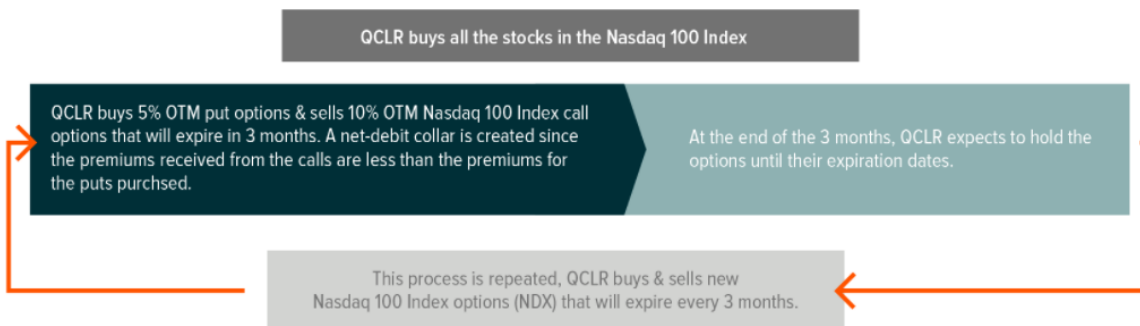 QCLR buys all the stocks in the Nasdaq 100 Index
QCLR buys 5% OTM put options & sells 10% OTM Nasdaq 100 Index call
options that will expire in 3 months. A net-debit collar is created since
the premiums received from the calls are less than the premiums for
the puts purchsed.
At the end of the 3 months, QCLR expects to hold the
options until their expiration dates.
This process is repeated, QCLR buys & sells new
Nasdaq 100 Index options (NDX) that will expire every 3 months.